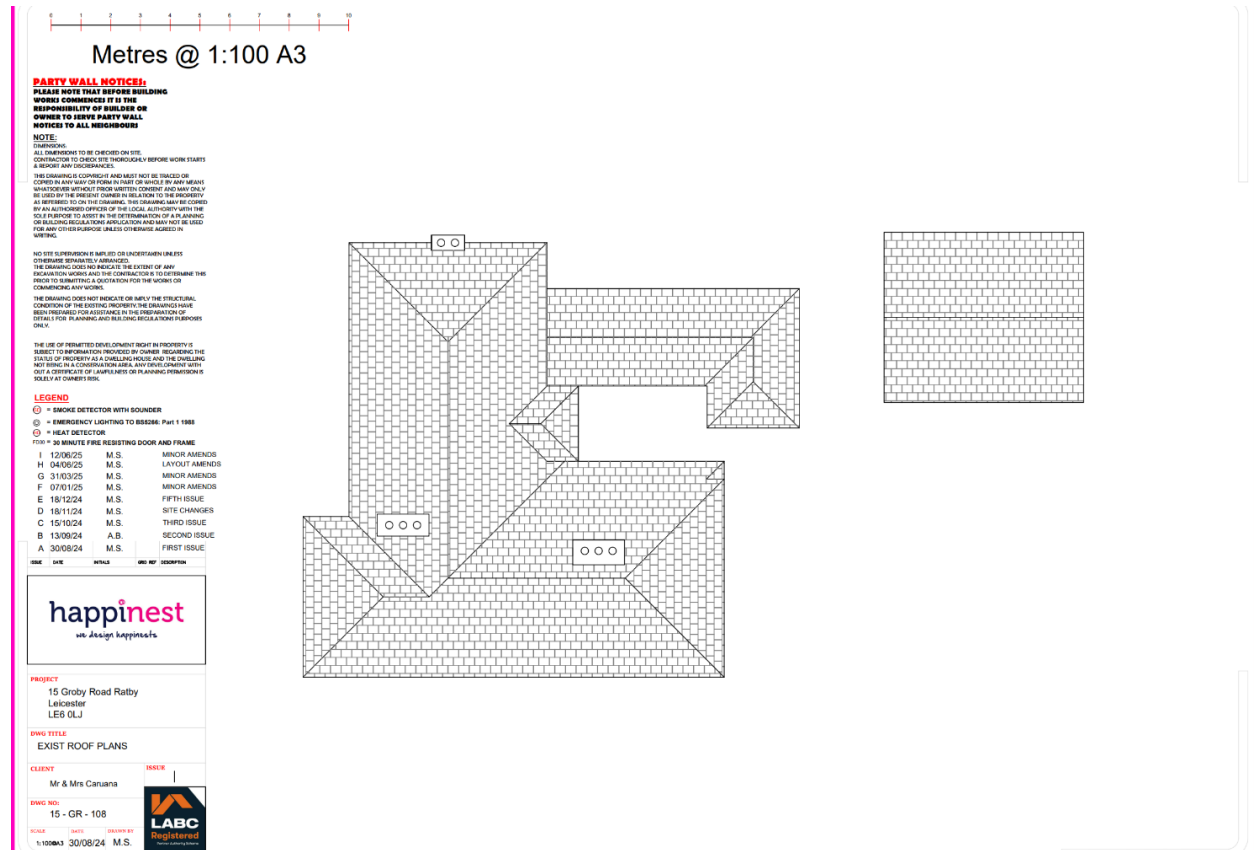 0 1 2 3 4 5 6 7 8 9 10
Metres @ 1:100 A3
PARTY WALL NOTICES:
PLEASE NOTE THAT BEFORE BUILDING
WORKS COMMENCES IT IS THE
RESPONSIBILITY OF BUILDER OR
OWNER TO SERVE PARTY WALL
NOTICES TO ALL NEIGHBOURS
NOTE:
DIMENSIONS.
ALL DIMENSIONS TO BE CHECKED ON SITE.
CONTRACTOR TO CHECK SITE THOROUGHLY BEFORE WORK STARTS
& REPORT ANY DISCREPANCES.
THIS DRAWING IS COPYRIGHT AND MUST NOT BE TRACED OR
COPIED IN ANY WAY OR FORM IN PART OR WHOLE BY ANY MEANS
WHATSOEVER WITHOUT PRIOR WRITTEN CONSENT AND MAY ONLY
BE USED BY THE PRESENT OWNER IN RELATION TO THE PROPERTY
AS REFERRED TO ON THE DRAWING. THIS DRAWING MAY BE COPIED
BY AN AUTHORISED OFFICER OF THE LOCAL AUTHORITY WITH THE
SOLE PURPOSE TO ASSIST IN THE DETERMINATION OF A PLANNING
OR BUILDING REGULATIONS APPLICATION AND MAY NOT BE USED
FOR ANY OTHER PURPOSE UNLESS OTHERWISE AGREED IN
WRITING.
NO SITE SUPERVISION IS IMPLIED OR UNDERTAKEN UNLESS
OTHERWISE SEPARATELY ARRANGED.
THE DRAWING DOES NO INDICATE THE EXTENT OF ANY
EXCAVATION WORKS AND THE CONTRACTOR IS TO DETERMINE THIS
PRIOR TO SUBMITTING A QUOTATION FOR THE WORKS OR
COMMENCING ANY WORKS.
THE DRAWING DOES NOT INDICATE OR IMPLY THE STRUCTURAL
CONDITION OF THE EXISTING PROPERTY.THE DRAWINGS HAVE
BEEN PREPARED FOR ASSISTANCE IN THE PREPARATION OF
DETAILS FOR PLANNING AND BUILDING REGULATIONS PURPOSES
ONLY.
THE USE OF PERMITTED DEVELOPMENT RIGHT IN PROPERTY IS
SUBJECT TO INFORMATION PROVIDED BY OWNER REGARDING THE
STATUS OF PROPERTY AS A DWELLING HOUSE AND THE DWELLING
NOT BEING IN A CONSERVATION AREA. ANY DEVELOPMENT WITH
OUT A CERTIFICATE OF LAWFULNESS OR PLANNING PERMISSION IS
SOLELY AT OWNERS RISK.
LEGEND
= SMOKE DETECTOR WITH SOUNDER
= EMERGENCY LIGHTING TO BS5266: Part 1 1988
= HEAT DETECTOR
FD30 = 30 MINUTE FIRE RESISTING DOOR AND FRAME
I 12/06/25 M.S. MINOR AMENDS
H 04/06/25 M.S. LAYOUT AMENDS
G 31/03/25 M.S. MINOR AMENDS
F 07/01/25 M.S. MINOR AMENDS
E 18/12/24 M.S. FIFTH ISSUE
D 18/11/24 M.S. SITE CHANGES
C 15/10/24 M.S. THIRD ISSUE
B 13/09/24 A.B. SECOND ISSUE
A 30/08/24 M.S. FIRST ISSUE
ISSUE DATE INITIALS GRID REF DESCRIPTION
happinest
we design happinests
PROJECT
15 Groby Road Ratby
Leicester
LE6 0LJ
DWG TITLE
EXIST ROOF PLANS
CLIENT
Mr & Mrs Caruana
ISSUE
I
DWG NO:
15 - GR - 108
SCALE DATE DRAWN BY
1:100@A3 30/08/24 M.S.
LABC
Registered